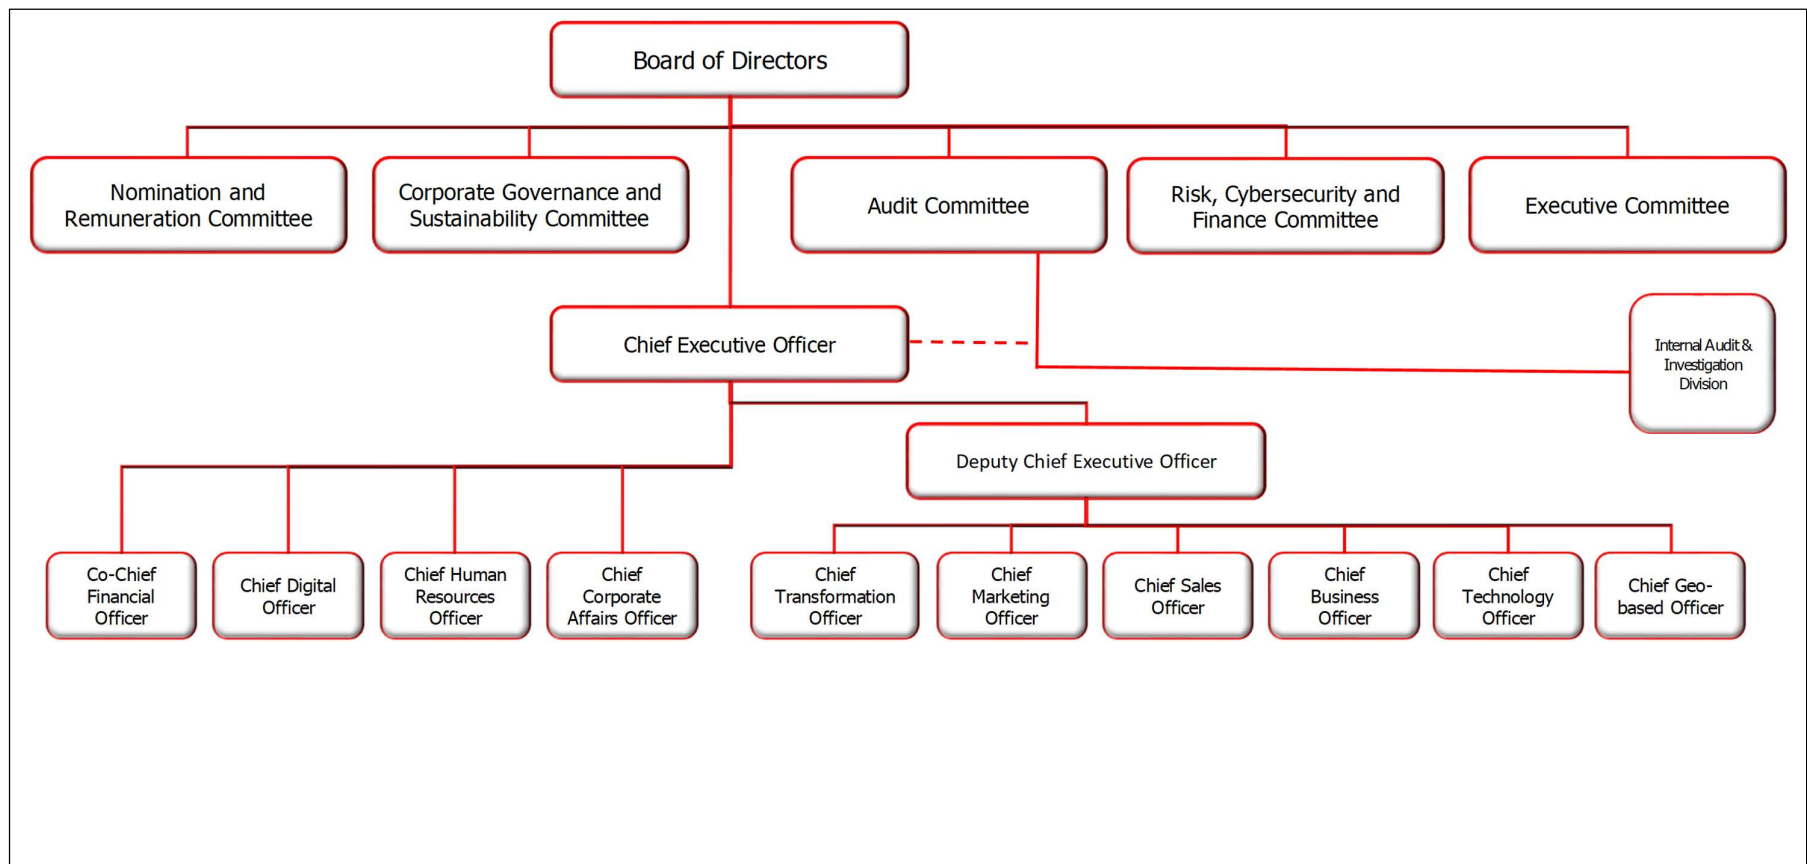 Board of Directors
Nomination and
Remuneration Committee
Corporate Governance and
Sustainability Committee
Audit Committee
Risk, Cybersecurity and
Finance Committee
Executive Committee
Chief Executive Officer
Internal Audit &
Investigation
Division
Deputy Chief Executive Officer
Co-Chief
Financial
Officer
Chief Digital
Officer
Chief Human
Resources
Officer
Chief
Corporate
Affairs Officer
Chief
Transformation
Officer
Chief
Marketing
Officer
Chief Sales
Officer
Chief
Business
Officer
Chief
Technology
Officer
Chief Geo-
based Officer